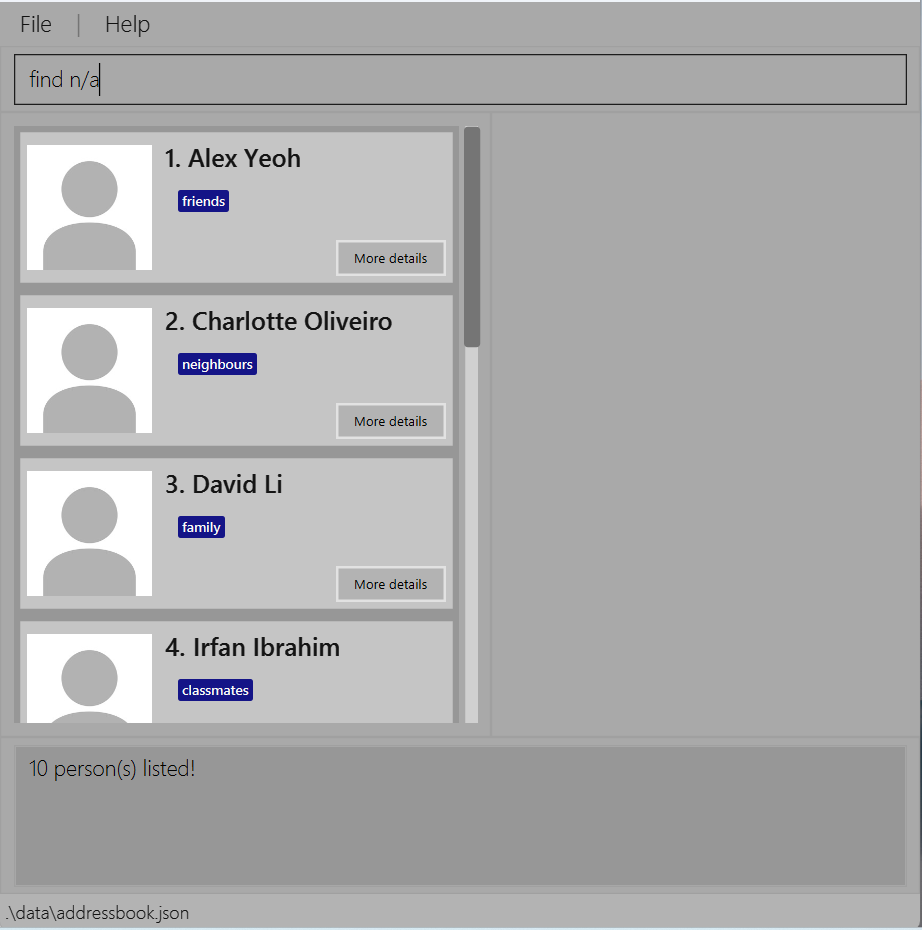 File | Help
find n/a
1. Alex Yeoh
friends
More details
2. Charlotte Oliveiro
neighbours
More details
3. David Li
family
More details
4. Irfan Ibrahim
classmates
10 person(s) listed!
.\data\addressbook.json